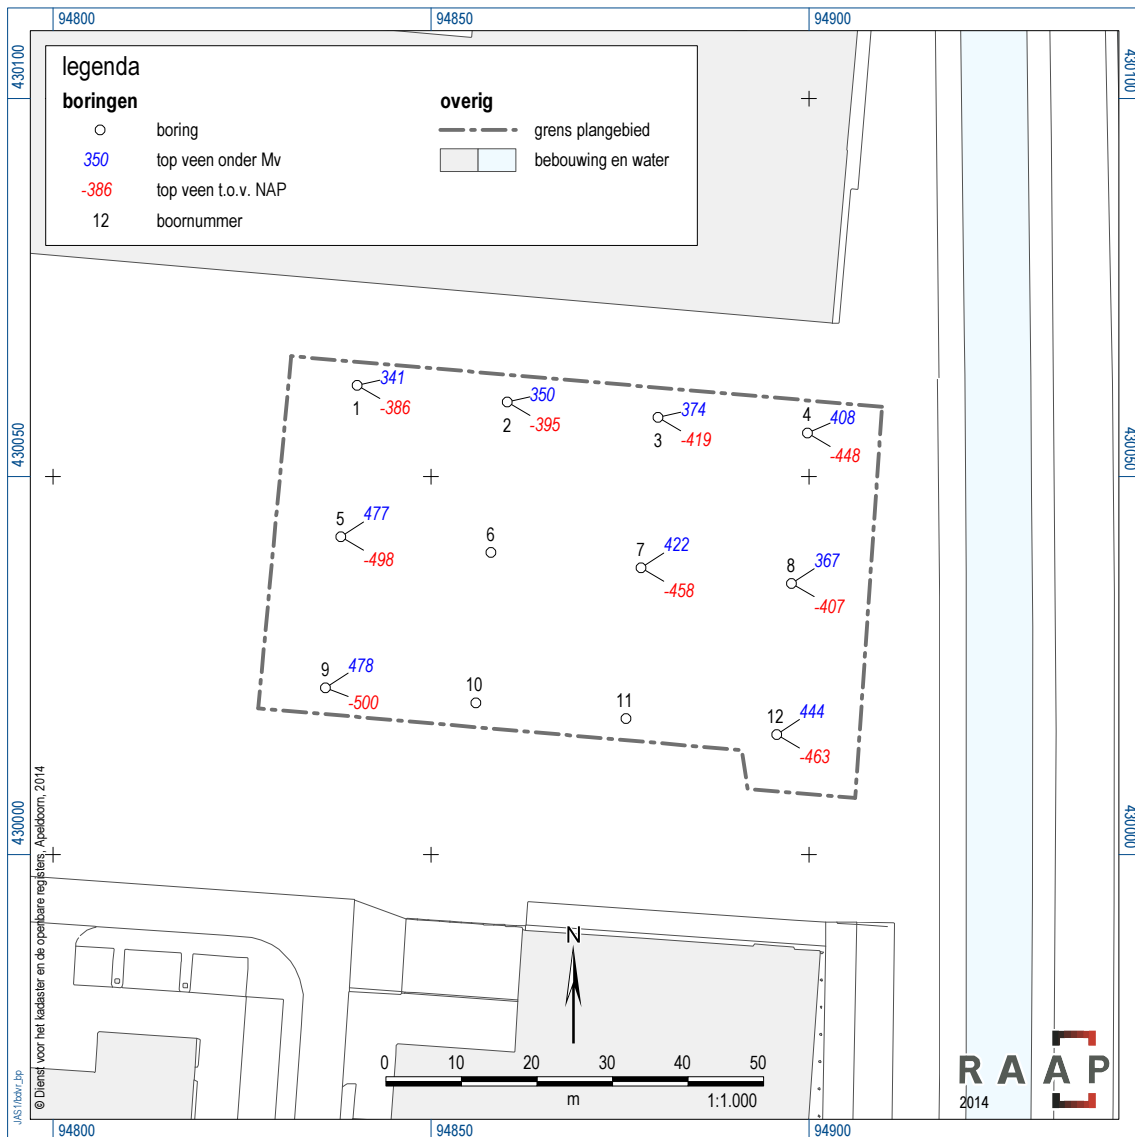 94800 94850 94900
430100 430100
legenda
boringen overig
boring grens plangebied
350 top veen onder Mv bebouwing en water
-386 top veen t.o.v. NAP
12 boornummer
341
1 -386
350
2 -395
374
3 -419
4 408
-448
430050 430050
5 477
-498
6
7 422
-458
8 367
-407
9 478
-500
10
11
12 444
-463
430000 430000
© Dienst voor het kadaster en de openbare registers, Apeldoorn, 2014
JAS1/bdvr_bp
N
0 10 20 30 40 50
m 1:1.000
RAAP
2014
94800 94850 94900